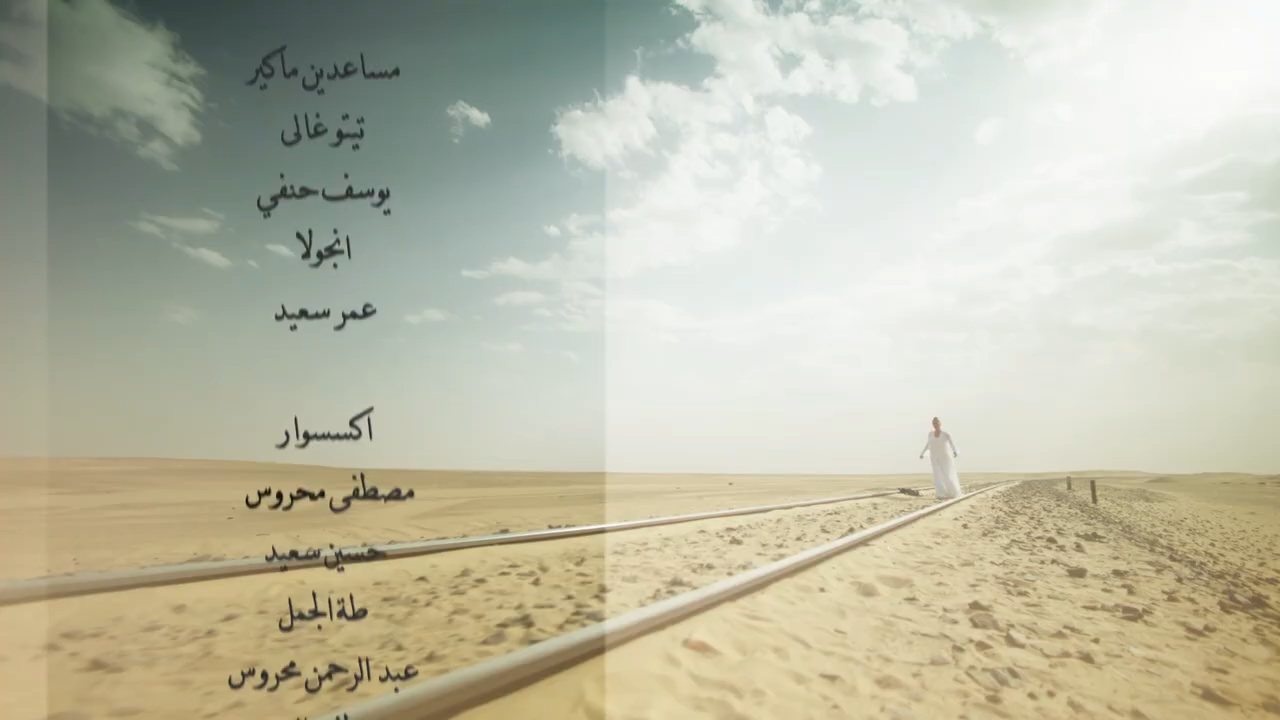 مساعدين ماكير
تيتو غالى
يوسف حنفي
انجولا
عمر سعيد
اكسسوار
مصطفى محروس
حسين سعيد
طة الجمل
عبد الرحمن محروس